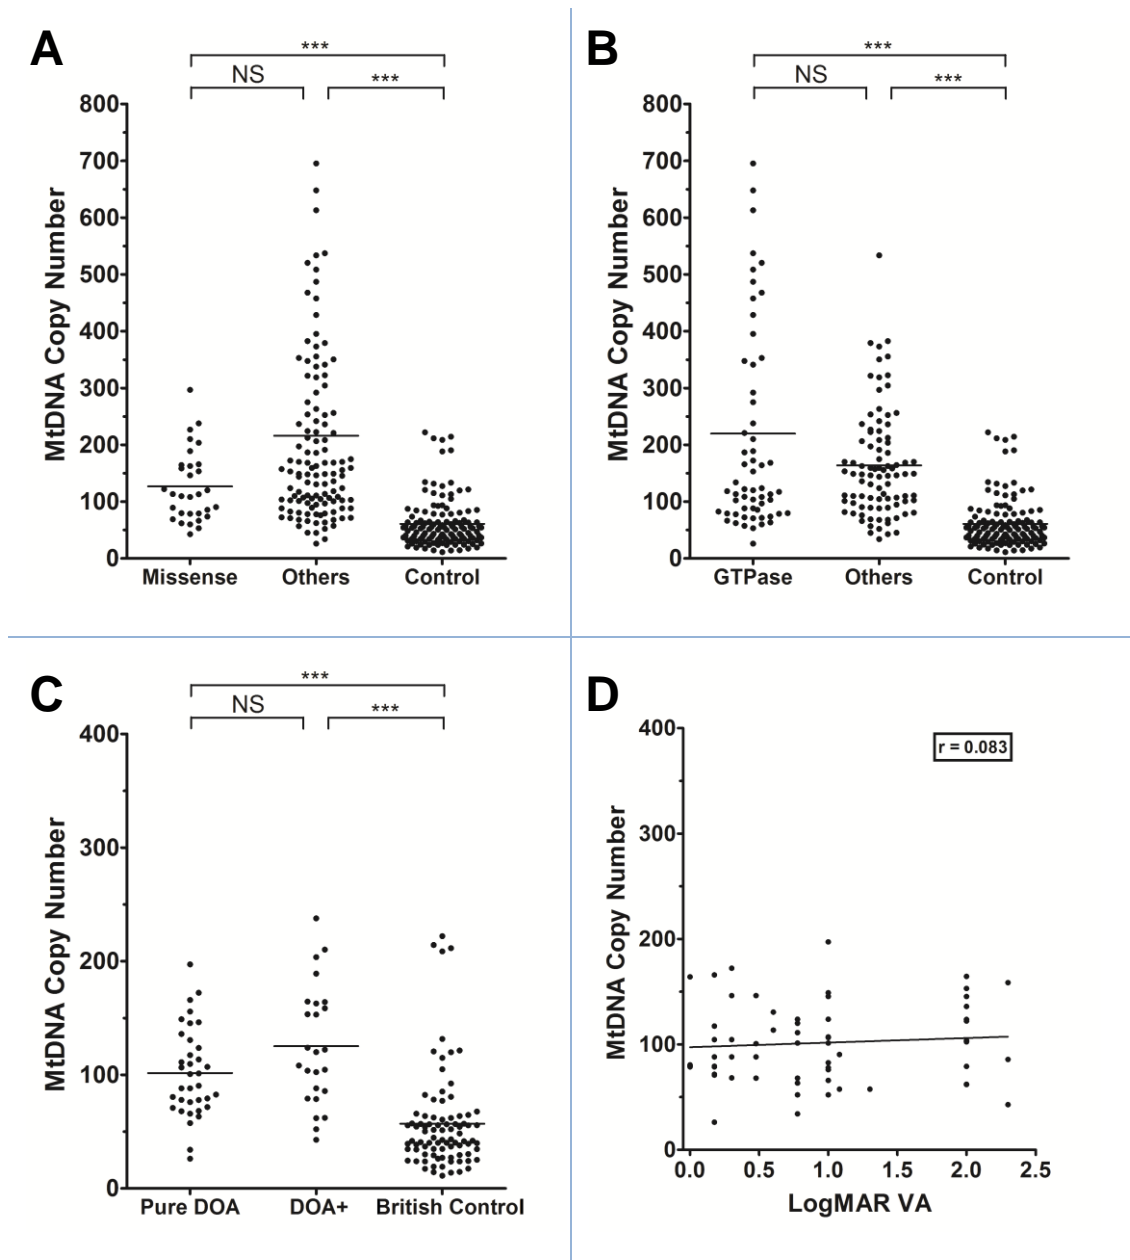 A
***
NS
***
800
700
600
500
400
300
200
100
0
MtDNA Copy Number
Missense
Others
Control
B
***
NS
***
800
700
600
500
400
300
200
100
0
MtDNA Copy Number
GTPase
Others
Control
C
***
NS
***
400
300
200
100
0
MtDNA Copy Number
Pure DOA
DOA+
British Control
D
r = 0.083
400
300
200
100
0
MtDNA Copy Number
0.0
0.5
1.0
1.5
2.0
2.5
LogMAR VA